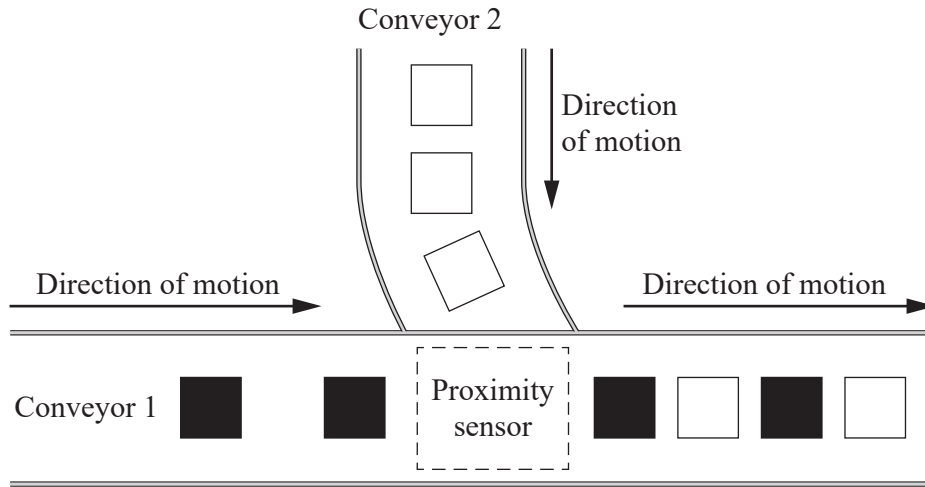 Conveyor 2
Direction
of motion
Direction of motion
Direction of motion
Conveyor 1
Proximity
sensor